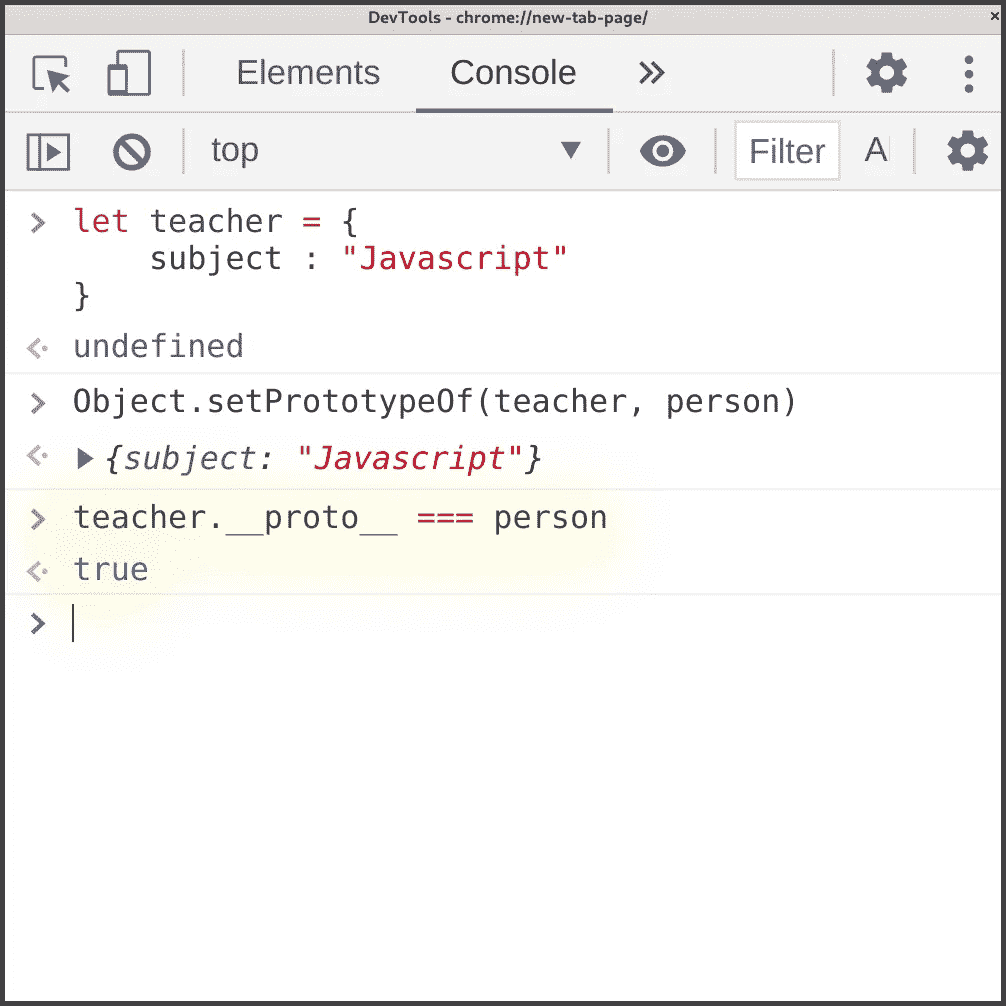 DevTools - chrome://new-tab-page/
Elements Console
top Filter A
let teacher = {
    subject : "Javascript"
}
undefined
Object.setPrototypeOf(teacher, person)
{subject: "Javascript"}
teacher.__proto__ === person
true